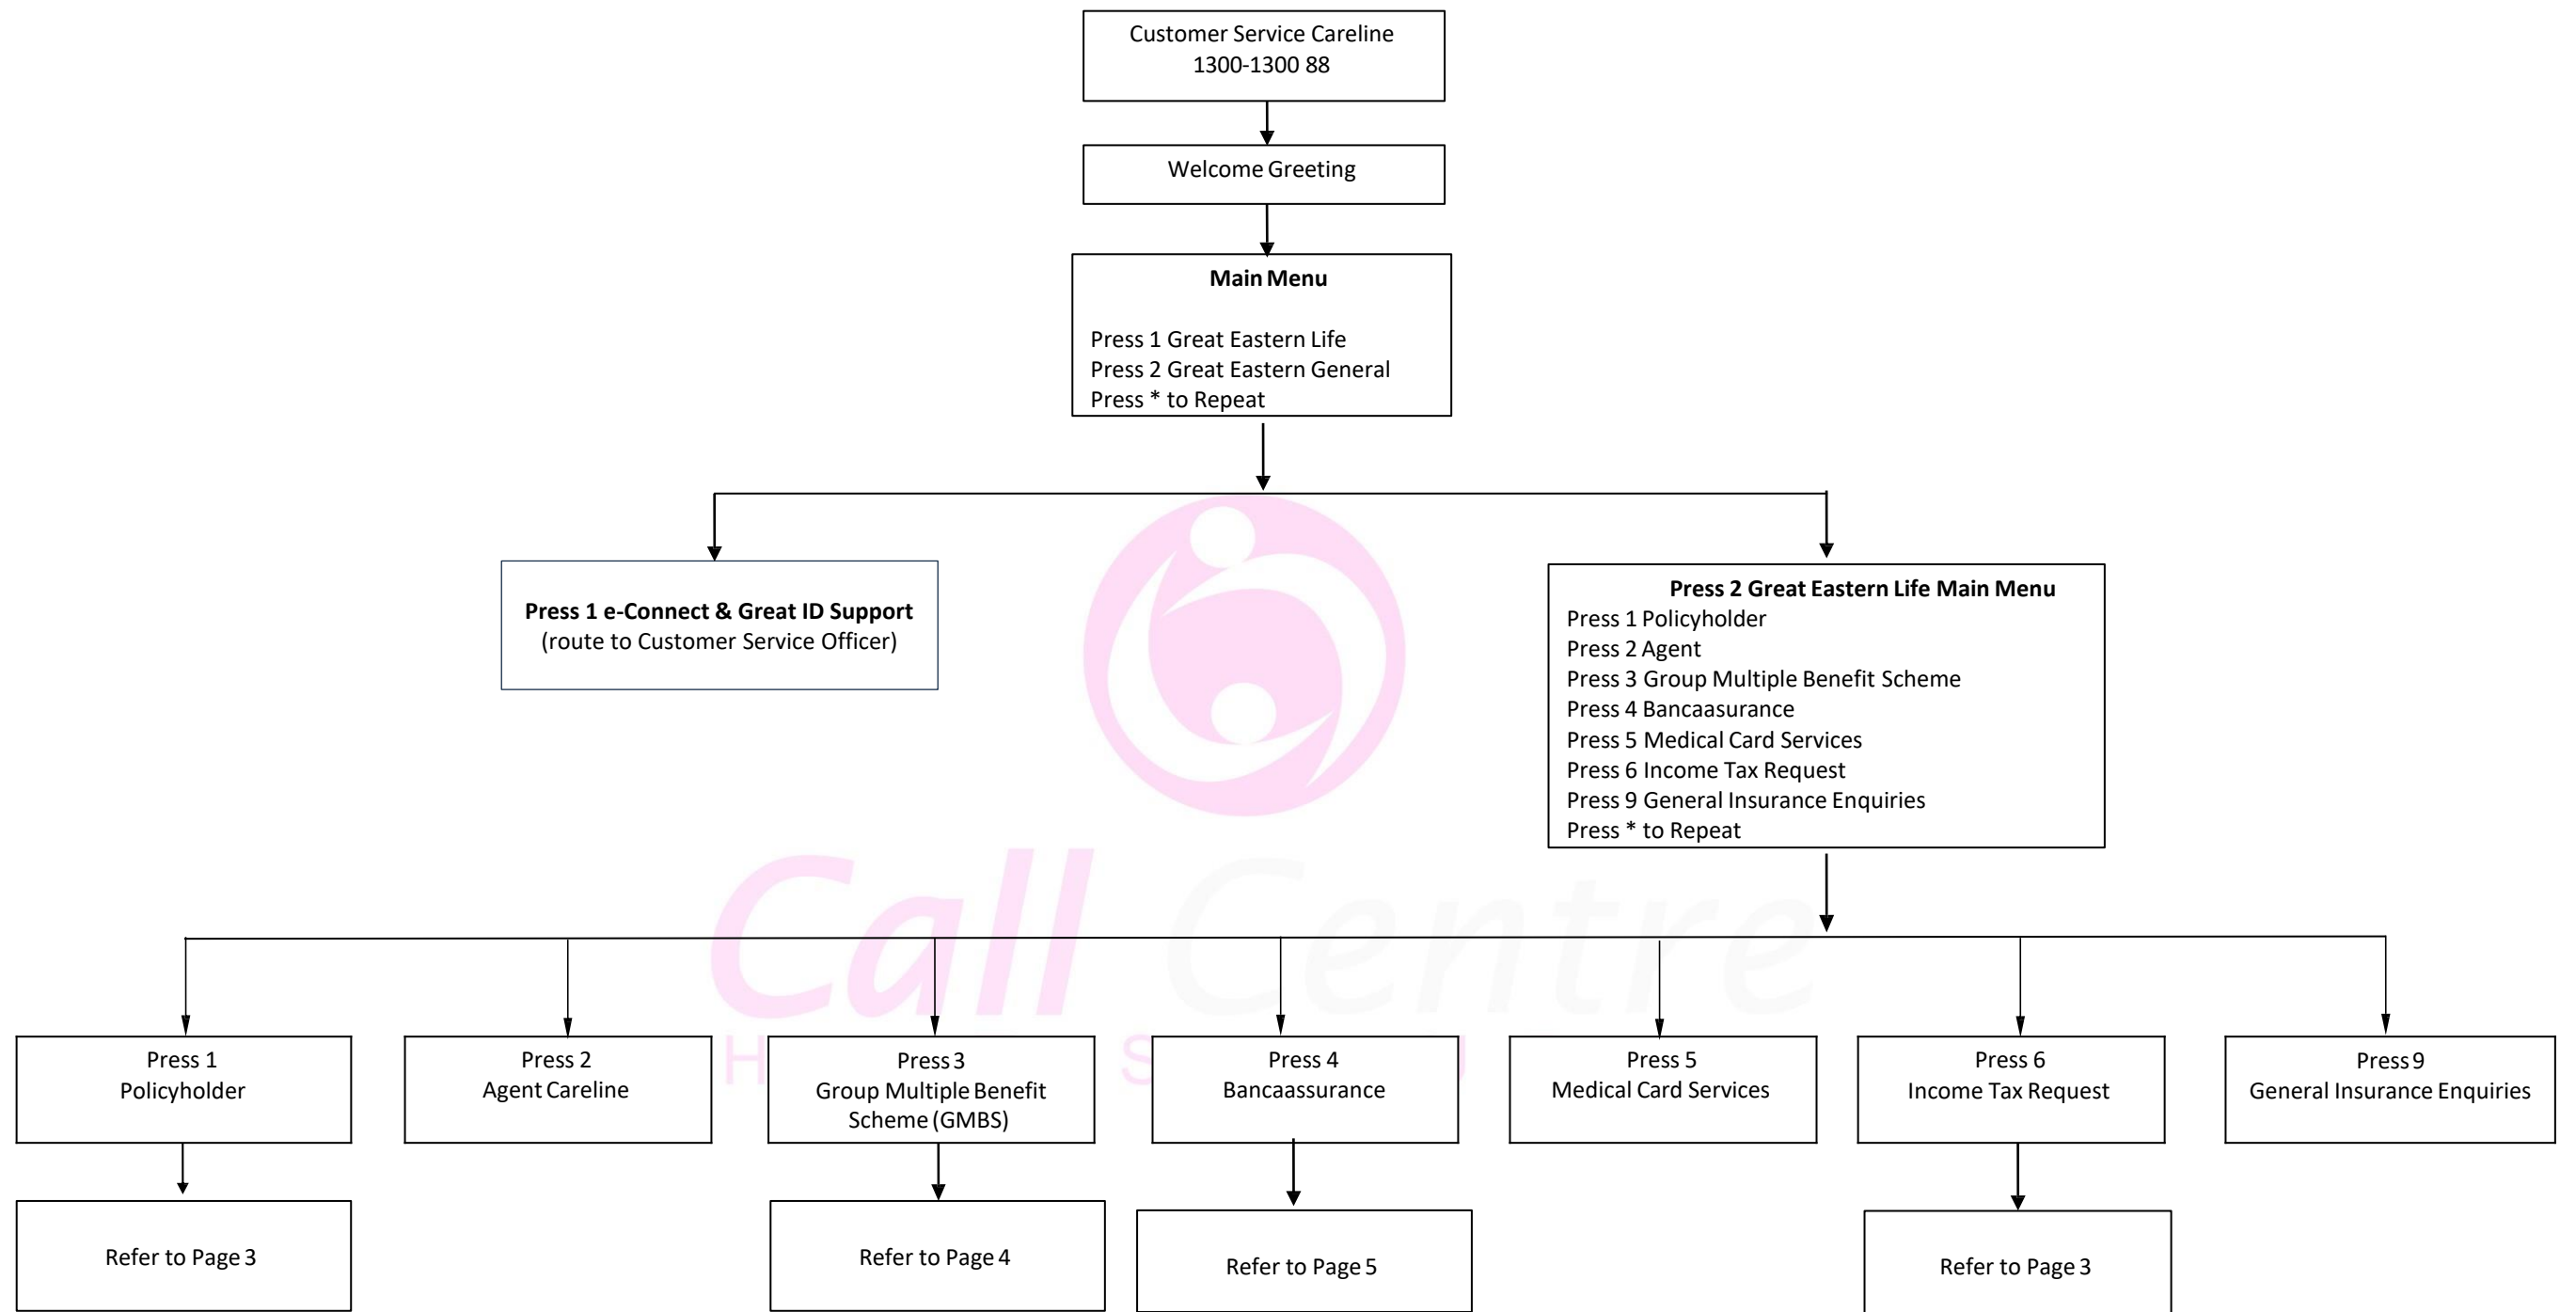 Customer Service Careline
1300-1300 88
Welcome Greeting
Main Menu
Press 1 Great Eastern Life
Press 2 Great Eastern General
Press * to Repeat
Press 1 e-Connect & Great ID Support
(route to Customer Service Officer)
Press 2 Great Eastern Life Main Menu
Press 1 Policyholder
Press 2 Agent
Press 3 Group Multiple Benefit Scheme
Press 4 Bancaasurance
Press 5 Medical Card Services
Press 6 Income Tax Request
Press 9 General Insurance Enquiries
Press * to Repeat
Call Centre
Press 1
Policyholder
Press 2
Agent Careline
Press 3
Group Multiple Benefit
Scheme (GMBS)
Press 4
Bancaassurance
Press 5
Medical Card Services
Press 6
Income Tax Request
Press 9
General Insurance Enquiries
Refer to Page 3
Refer to Page 4
Refer to Page 5
Refer to Page 3